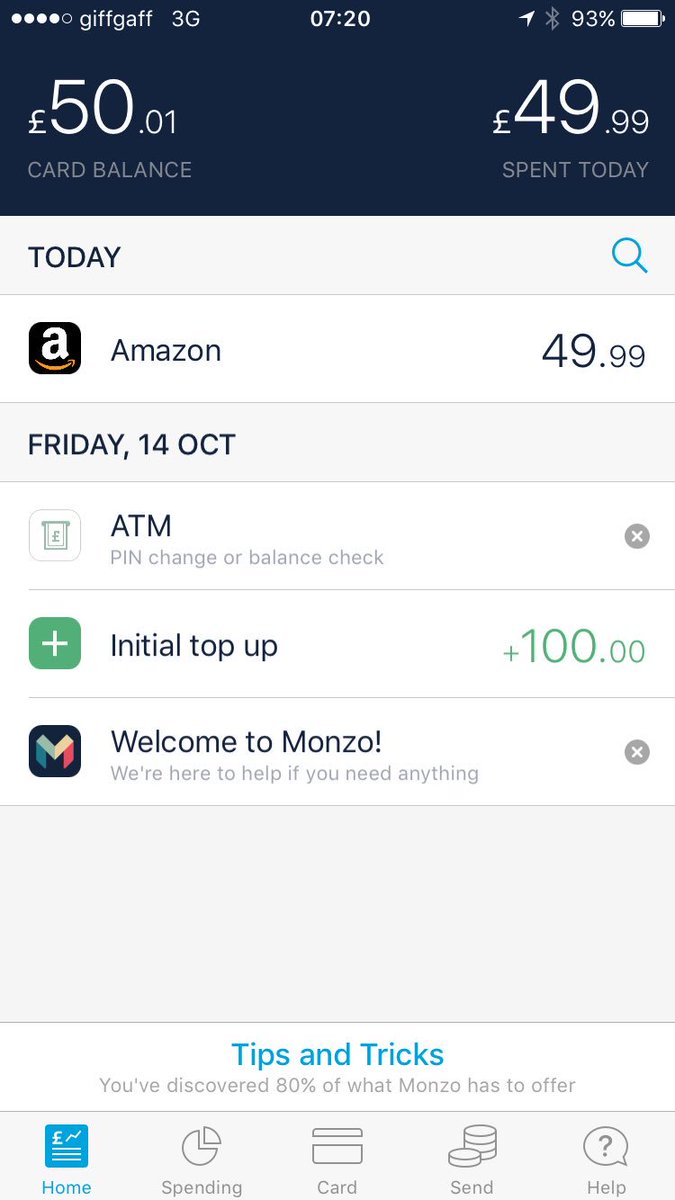 giffgaff 3G 07:20 93%
£50.01 £49.99
CARD BALANCE SPENT TODAY
TODAY
Amazon 49.99
FRIDAY, 14 OCT
ATM
PIN change or balance check
Initial top up +100.00
Welcome to Monzo!
We're here to help if you need anything
Tips and Tricks
You've discovered 80% of what Monzo has to offer
Home Spending Card Send Help